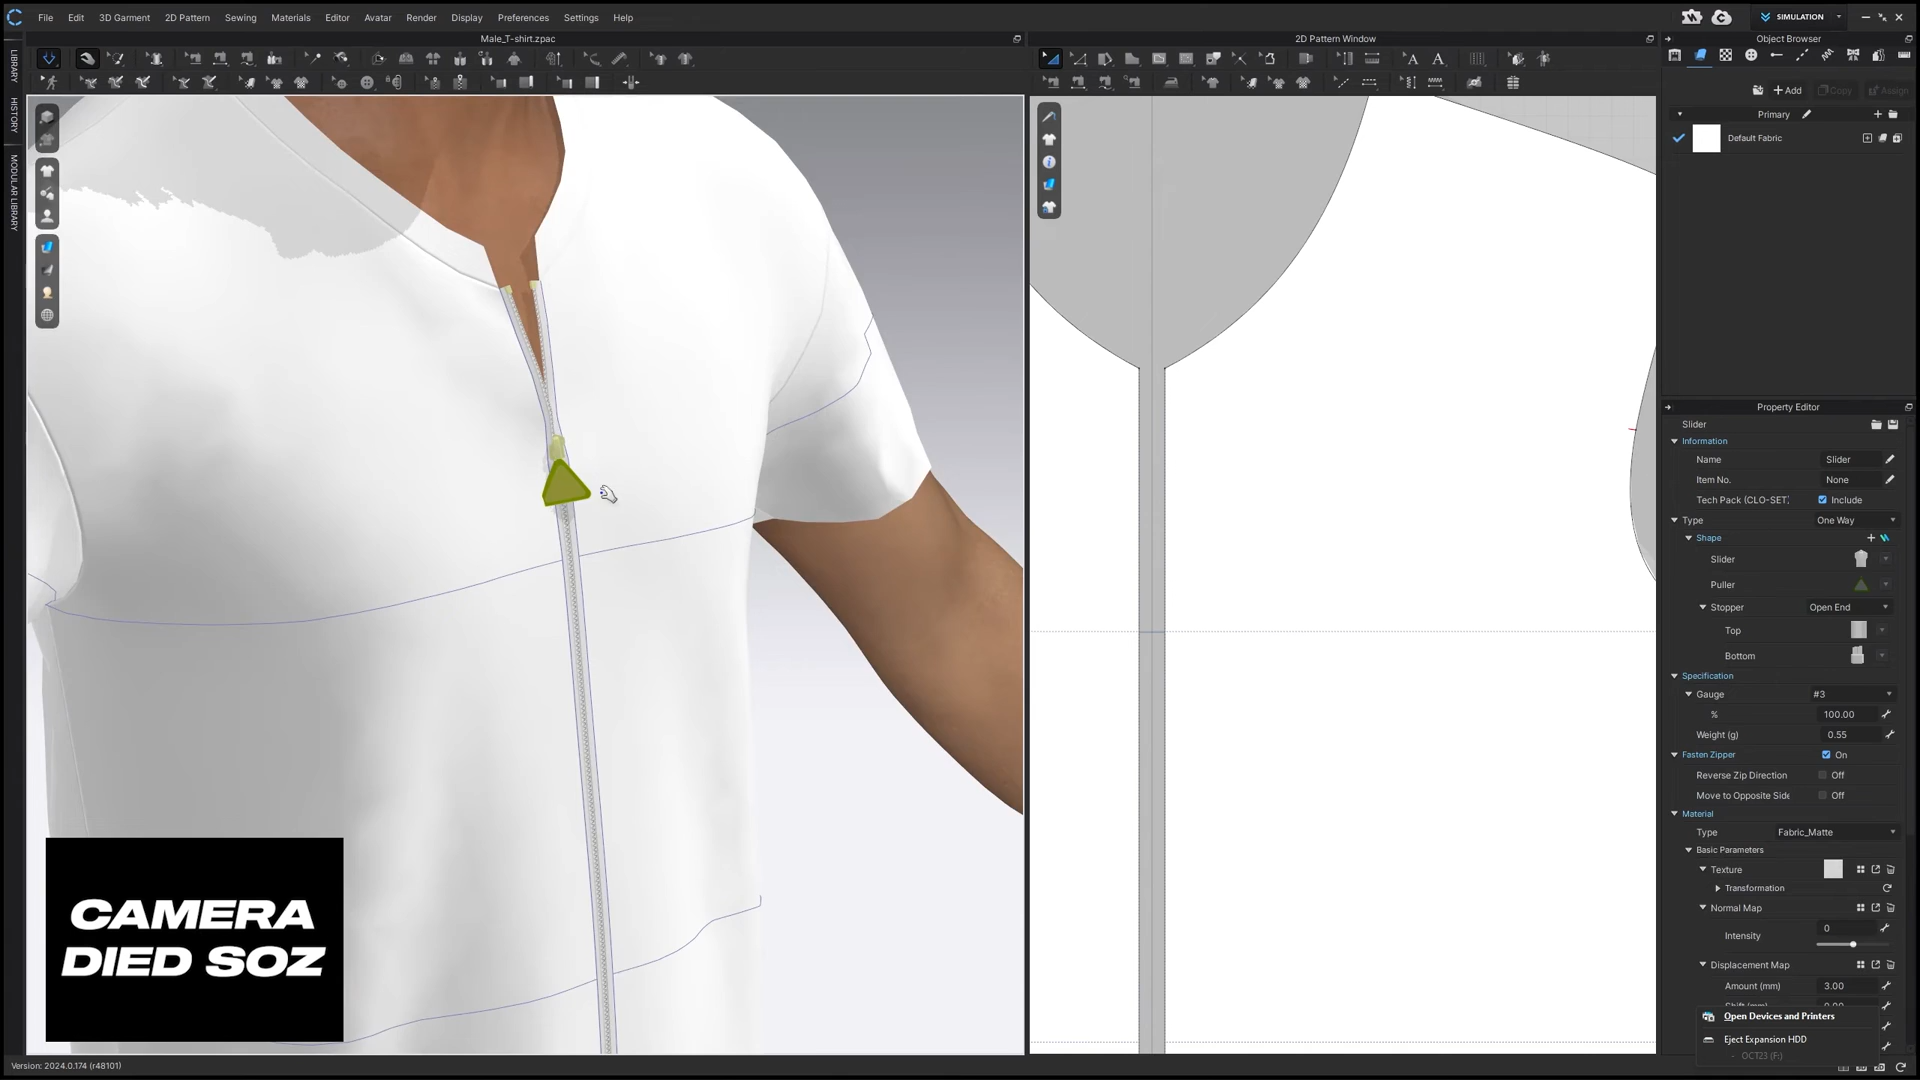 File Edit 3D Garment 2D Pattern Sewing Materials Editor Avatar Render Display Preferences Settings Help
SIMULATION
Male_T-shirt.zpac
2D Pattern Window
Object Browser
LIBRARY
HISTORY
MODULAR LIBRARY
Add Copy Assign
Primary
Default Fabric
Property Editor
Slider
Information
Name Slider
Item No. None
Tech Pack (CLO-SET) Include
Type One Way
Shape
Slider
Puller
Stopper Open End
Top
Bottom
Specification
Gauge #3
% 100.00
Weight (g) 0.55
Fasten Zipper On
Reverse Zip Direction Off
Move to Opposite Side Off
Material
Type Fabric_Matte
Basic Parameters
Texture
Transformation
Normal Map
Intensity 0
Displacement Map
Amount (mm) 3.00
Open Devices and Printers
Eject Expansion HDD
- OCT23 (F:)
CAMERA
DIED SOZ
Version: 2024.0.174 (r48101)